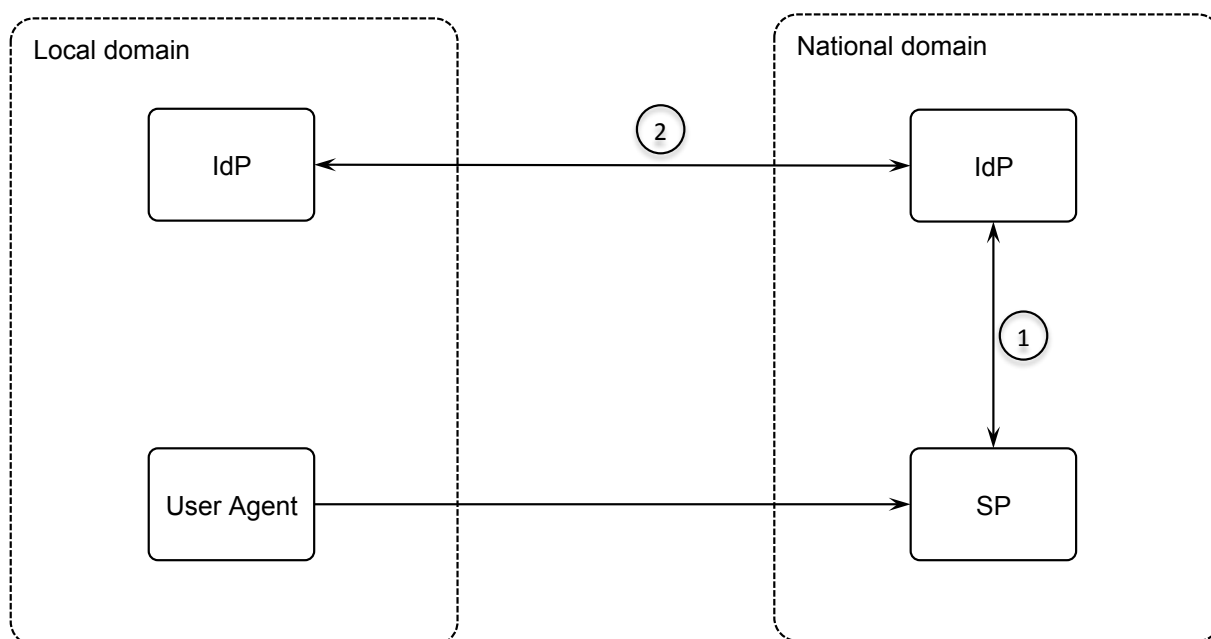 Local domain
National domain
2
IdP
IdP
1
User Agent
SP